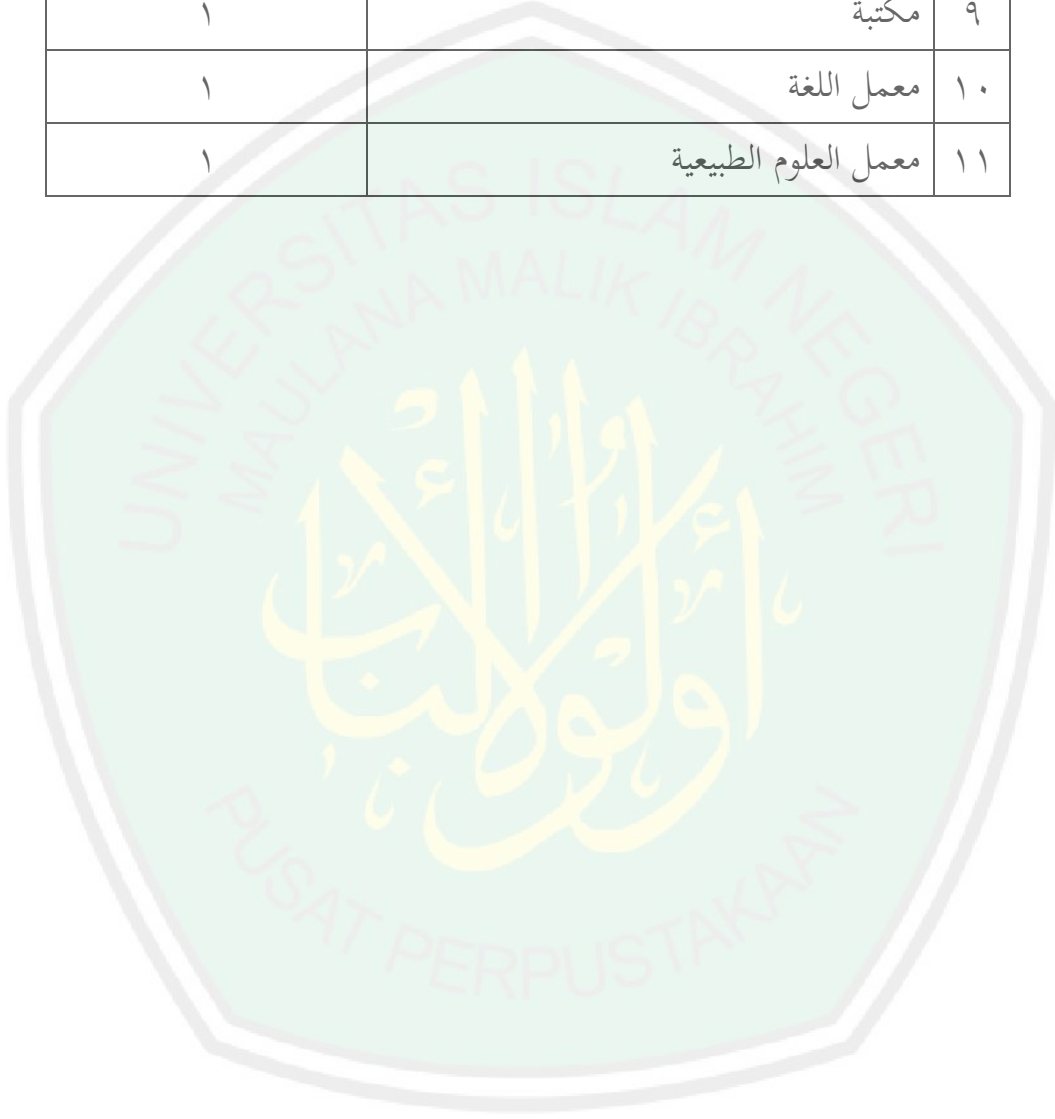 ٩ مكتبة ١
١٠ معمل اللغة ١
١١ معمل العلوم الطبيعية ١
UNIVERSITAS ISLAM NEGERI
MAULANA MALIK IBRAHIM
أولوا الألباب
PUSAT PERPUSTAKAAN